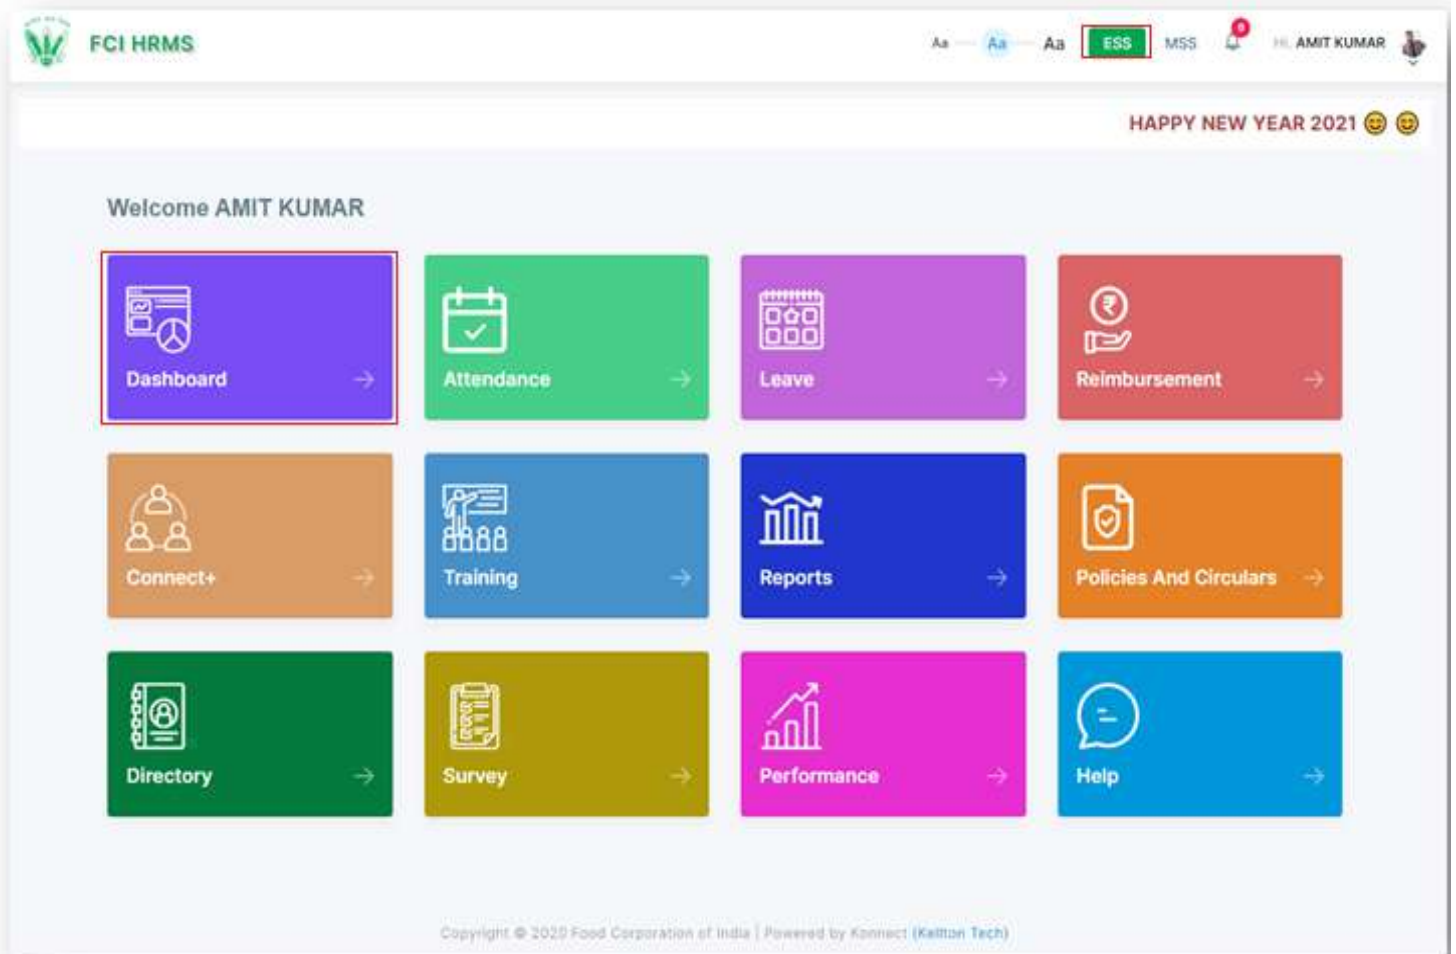 FCI HRMS
Aa Aa Aa ESS MSS Hi, AMIT KUMAR
HAPPY NEW YEAR 2021
Welcome AMIT KUMAR
Dashboard Attendance Leave Reimbursement
Connect+ Training Reports Policies And Circulars
Directory Survey Performance Help
Copyright © 2020 Food Corporation of India | Powered by Konnect (Kellton Tech)